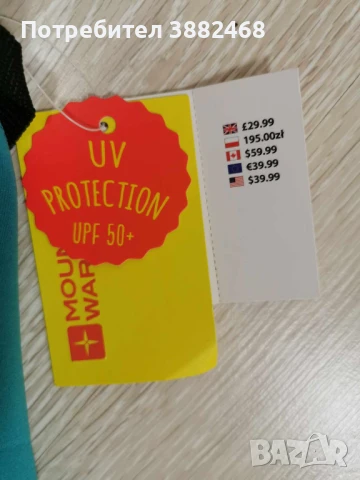 Потребител 3882468
UV
PROTECTION
UPF 50+
£29.99
195.00zł
$59.99
€39.99
$39.99
MOUN
WAR
BAZAR